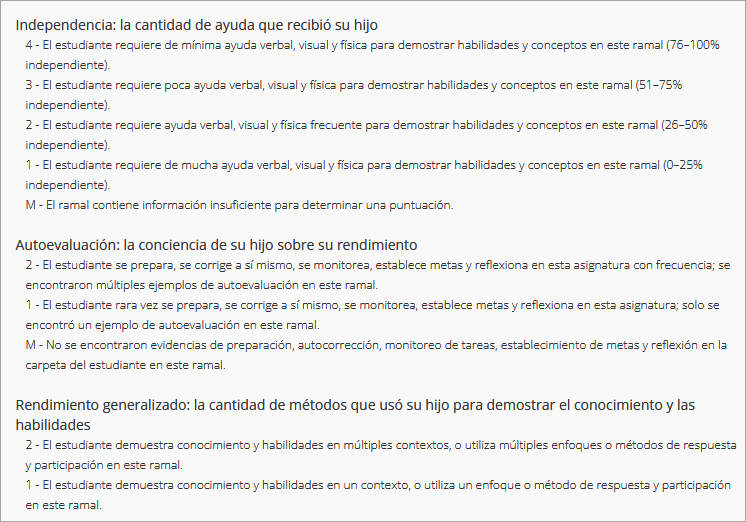 Independencia: la cantidad de ayuda que recibió su hijo
4 - El estudiante requiere de mínima ayuda verbal, visual y física para demostrar habilidades y conceptos en este ramal (76–100%
independiente).
3 - El estudiante requiere poca ayuda verbal, visual y física para demostrar habilidades y conceptos en este ramal (51–75%
independiente).
2 - El estudiante requiere ayuda verbal, visual y física frecuente para demostrar habilidades y conceptos en este ramal (26–50%
independiente).
1 - El estudiante requiere de mucha ayuda verbal, visual y física para demostrar habilidades y conceptos en este ramal (0–25%
independiente).
M - El ramal contiene información insuficiente para determinar una puntuación.
Autoevaluación: la conciencia de su hijo sobre su rendimiento
2 - El estudiante se prepara, se corrige a sí mismo, se monitorea, establece metas y reflexiona en esta asignatura con frecuencia; se
encontraron múltiples ejemplos de autoevaluación en este ramal.
1 - El estudiante rara vez se prepara, se corrige a sí mismo, se monitorea, establece metas y reflexiona en esta asignatura; solo se
encontró un ejemplo de autoevaluación en este ramal.
M - No se encontraron evidencias de preparación, autocorrección, monitoreo de tareas, establecimiento de metas y reflexión en la
carpeta del estudiante en este ramal.
Rendimiento generalizado: la cantidad de métodos que usó su hijo para demostrar el conocimiento y las
habilidades
2 - El estudiante demuestra conocimiento y habilidades en múltiples contextos, o utiliza múltiples enfoques o métodos de respuesta
y participación en este ramal.
1 - El estudiante demuestra conocimiento y habilidades en un contexto, o utiliza un enfoque o método de respuesta y participación
en este ramal.